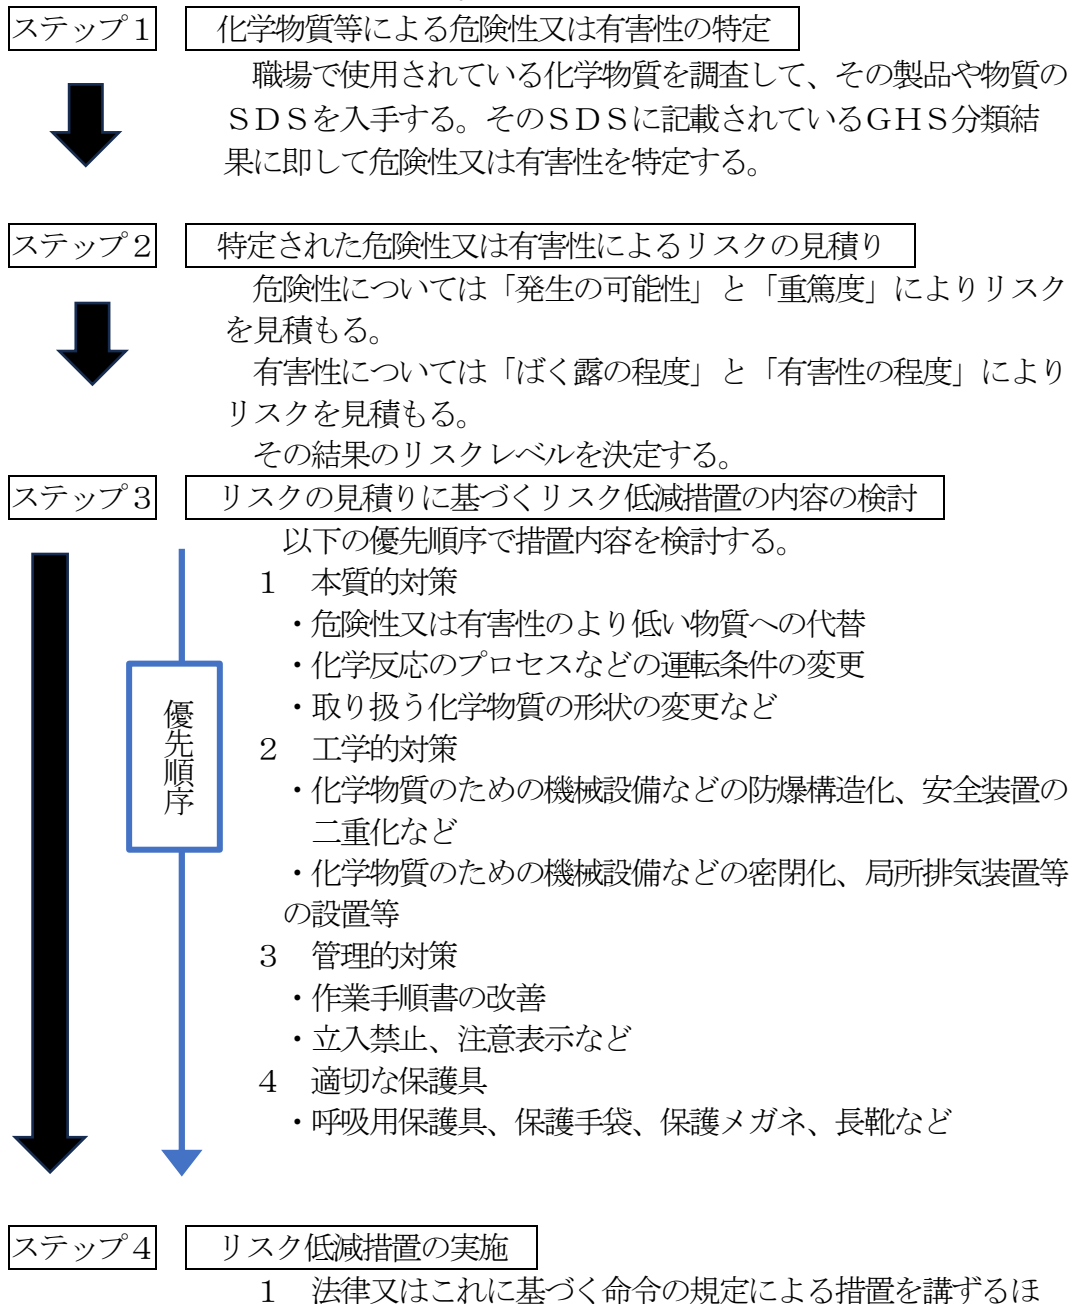 ステップ１　化学物質等による危険性又は有害性の特定
職場で使用されている化学物質を調査して、その製品や物質の
ＳＤＳを入手する。そのＳＤＳに記載されているＧＨＳ分類結
果に即して危険性又は有害性を特定する。
ステップ２　特定された危険性又は有害性によるリスクの見積り
危険性については「発生の可能性」と「重篤度」によりリスク
を見積もる。
有害性については「ばく露の程度」と「有害性の程度」により
リスクを見積もる。
その結果のリスクレベルを決定する。
ステップ３　リスクの見積りに基づくリスク低減措置の内容の検討
以下の優先順序で措置内容を検討する。
優先順序
１　本質的対策
・危険性又は有害性のより低い物質への代替
・化学反応のプロセスなどの運転条件の変更
・取り扱う化学物質の形状の変更など
２　工学的対策
・化学物質のための機械設備などの防爆構造化、安全装置の
二重化など
・化学物質のための機械設備などの密閉化、局所排気装置等
の設置等
３　管理的対策
・作業手順書の改善
・立入禁止、注意表示など
４　適切な保護具
・呼吸用保護具、保護手袋、保護メガネ、長靴など
ステップ４　リスク低減措置の実施
１　法律又はこれに基づく命令の規定による措置を講ずるほ